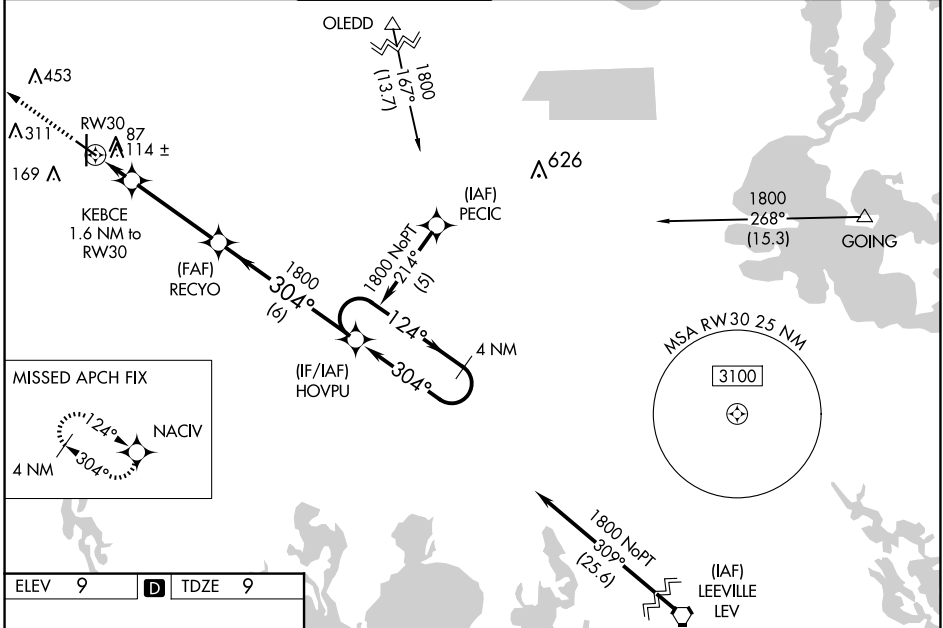 OLEDD
1800
167°
(13.7)
453
311
RW30
87
114 ±
169
KEBCE
1.6 NM to
RW30
626
(IAF)
PECIC
1800 NoPT
214°
(5)
1800
268°
(15.3)
GOING
(FAF)
RECYO
1800
304°
(6)
124°
304°
4 NM
(IF/IAF)
HOVPU
MSA RW30 25 NM
3100
MISSED APCH FIX
124°
NACIV
304°
4 NM
1800 NoPT
309°
(25.6)
(IAF)
LEEVILLE
LEV
ELEV 9 D TDZE 9